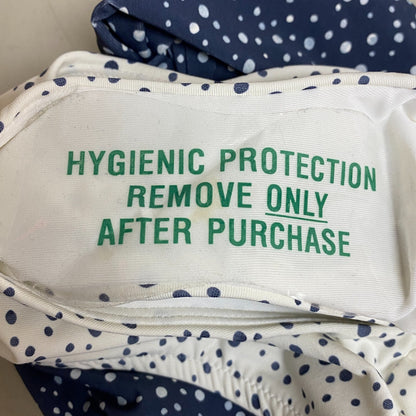 HYGIENIC PROTECTION
REMOVE ONLY
AFTER PURCHASE